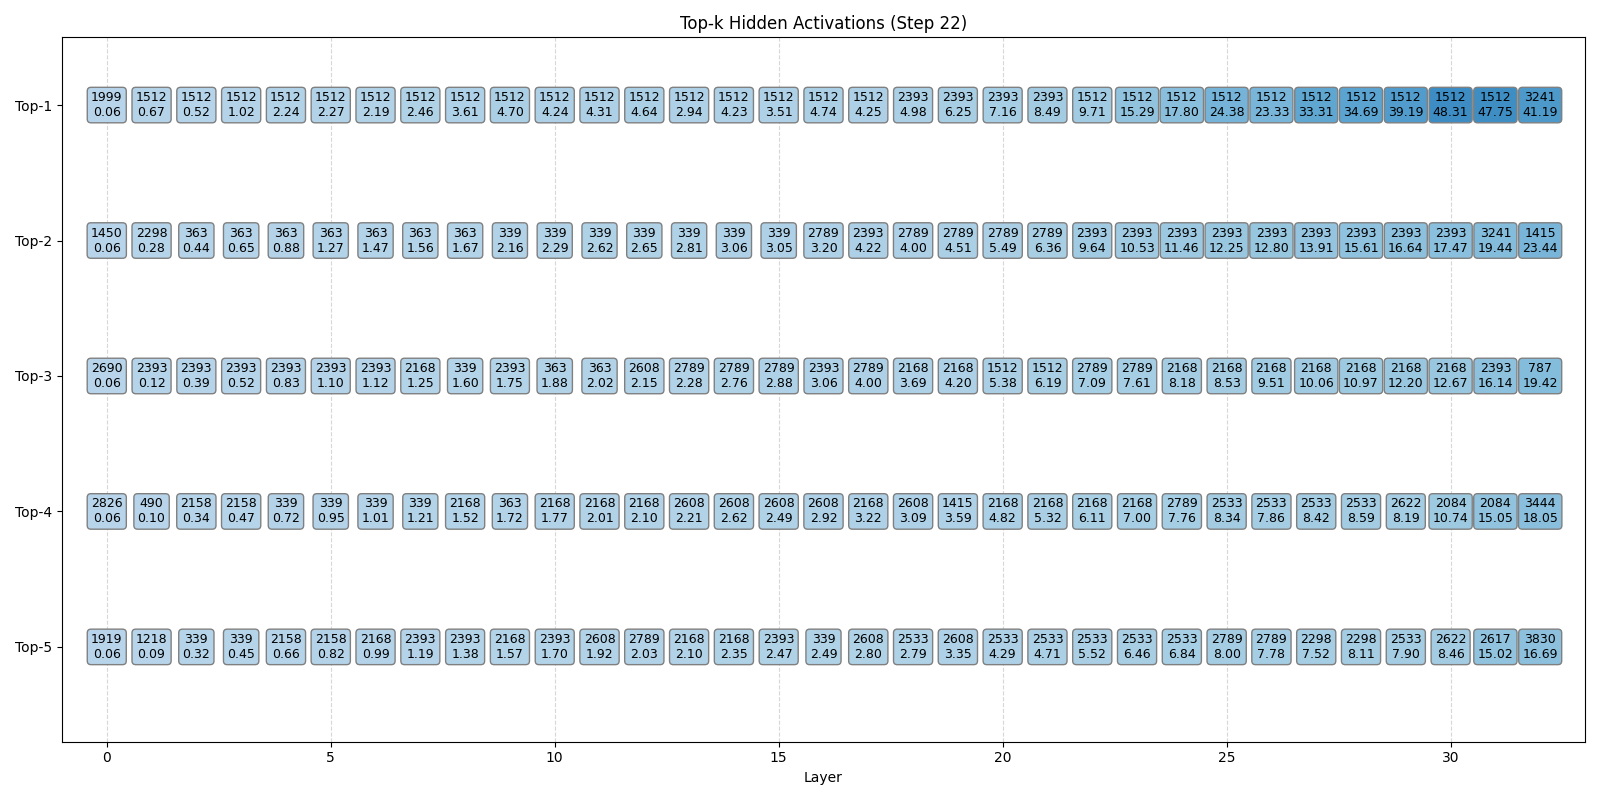 Top-k Hidden Activations (Step 22)
Top-1
1999 1512 1512 1512 1512 1512 1512 1512 1512 1512 1512 1512 1512 1512 1512 1512 1512 1512 2393 2393 2393 2393 1512 1512 1512 1512 1512 1512 1512 1512 1512 1512 3241
0.06 0.67 0.52 1.02 2.24 2.27 2.19 2.46 3.61 4.70 4.24 4.31 4.64 2.94 4.23 3.51 4.74 4.25 4.98 6.25 7.16 8.49 9.71 15.29 17.80 24.38 23.33 33.31 34.69 39.19 48.31 47.75 41.19
Top-2
1450 2298 363 363 363 363 363 363 363 339 339 339 339 339 339 339 2789 2393 2789 2789 2789 2789 2393 2393 2393 2393 2393 2393 2393 2393 2393 3241 1415
0.06 0.28 0.44 0.65 0.88 1.27 1.47 1.56 1.67 2.16 2.29 2.62 2.65 2.81 3.06 3.05 3.20 4.22 4.00 4.51 5.49 6.36 9.64 10.53 11.46 12.25 12.80 13.91 15.61 16.64 17.47 19.44 23.44
Top-3
2690 2393 2393 2393 2393 2393 2393 2168 339 2393 363 363 2608 2789 2789 2789 2393 2789 2168 2168 1512 1512 2789 2789 2168 2168 2168 2168 2168 2168 2168 2393 787
0.06 0.12 0.39 0.52 0.83 1.10 1.12 1.25 1.60 1.75 1.88 2.02 2.15 2.28 2.76 2.88 3.06 4.00 3.69 4.20 5.38 6.19 7.09 7.61 8.18 8.53 9.51 10.06 10.97 12.20 12.67 16.14 19.42
Top-4
2826 490 2158 2158 339 339 339 339 2168 363 2168 2168 2168 2608 2608 2608 2608 2168 2608 1415 2168 2168 2168 2168 2789 2533 2533 2533 2533 2622 2084 2084 3444
0.06 0.10 0.34 0.47 0.72 0.95 1.01 1.21 1.52 1.72 1.77 2.01 2.10 2.21 2.62 2.49 2.92 3.22 3.09 3.59 4.82 5.32 6.11 7.00 7.76 8.34 7.86 8.42 8.59 8.19 10.74 15.05 18.05
Top-5
1919 1218 339 339 2158 2158 2168 2393 2393 2168 2393 2608 2789 2168 2168 2393 339 2608 2533 2608 2533 2533 2533 2533 2533 2789 2789 2298 2298 2533 2622 2617 3830
0.06 0.09 0.32 0.45 0.66 0.82 0.99 1.19 1.38 1.57 1.70 1.92 2.03 2.10 2.35 2.47 2.49 2.80 2.79 3.35 4.29 4.71 5.52 6.46 6.84 8.00 7.78 7.52 8.11 7.90 8.46 15.02 16.69
0 5 10 15 20 25 30
Layer